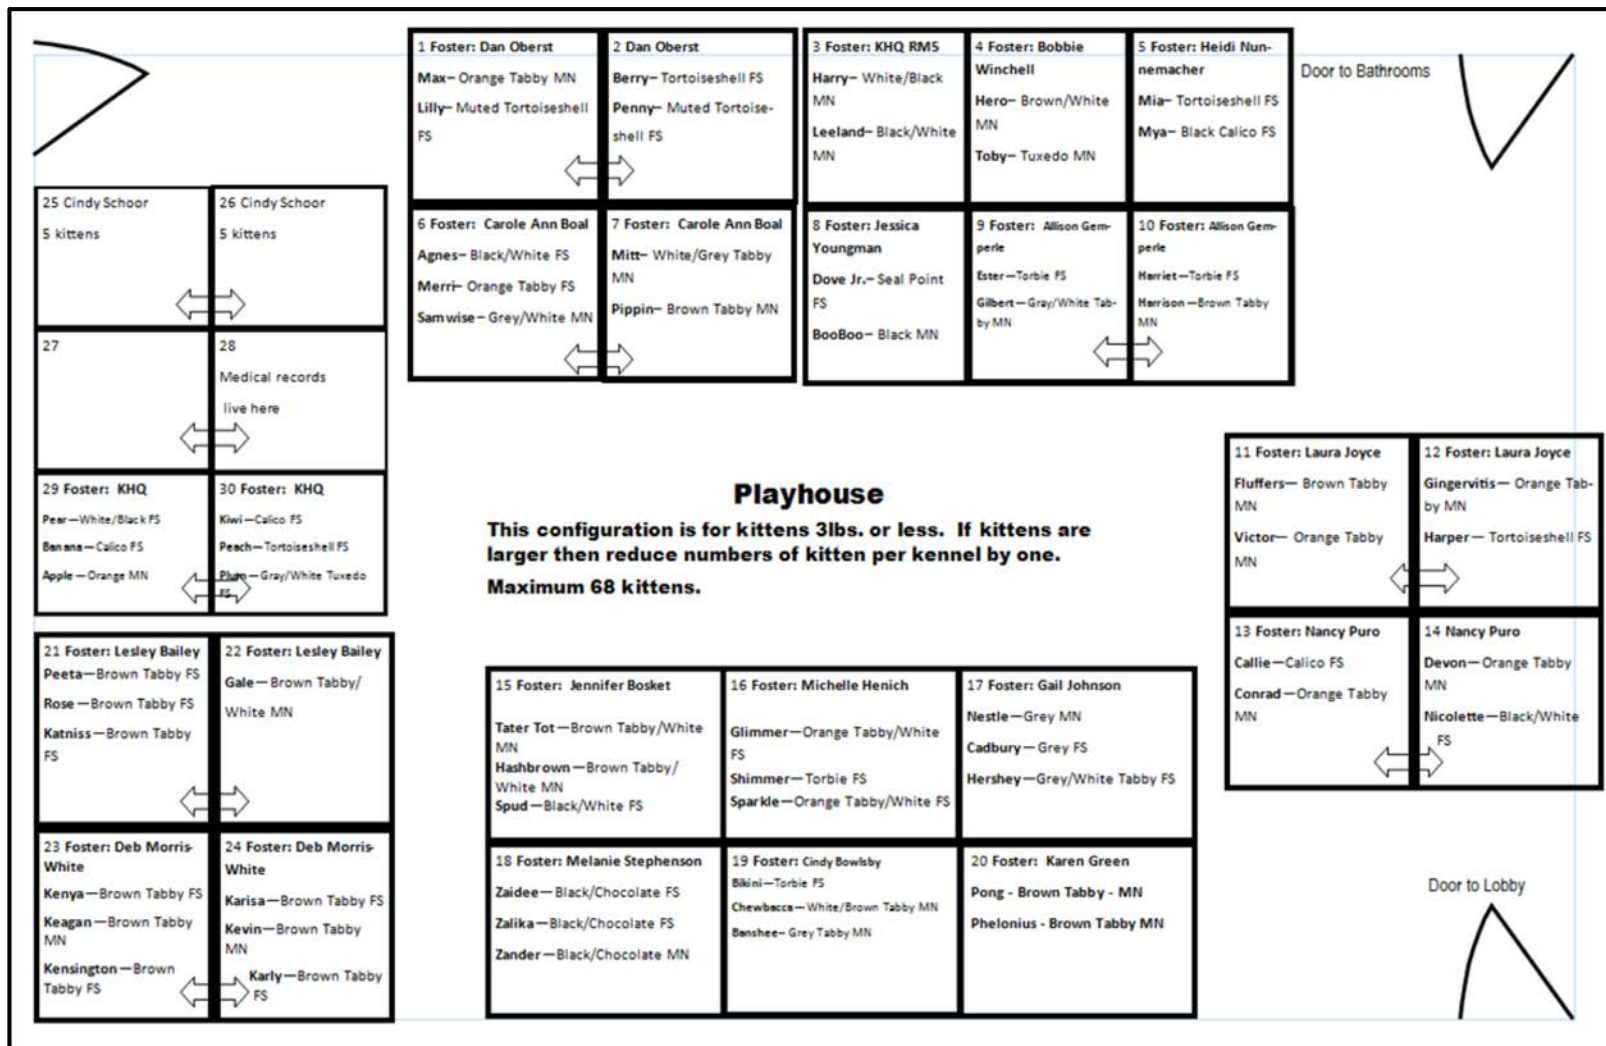 1 Foster: Dan Oberst
Max— Orange Tabby MN
Lilly— Muted Tortoiseshell
FS
2 Dan Oberst
Berry— Tortoiseshell FS
Penny— Muted Tortoise-
shell FS
3 Foster: KHQ RM5
Harry— White/Black
MN
Leeland— Black/White
MN
4 Foster: Bobbie
Winchell
Hero— Brown/White
MN
Toby— Tuxedo MN
5 Foster: Heidi Nun-
nemacher
Mia— Tortoiseshell FS
Mya— Black Calico FS
Door to Bathrooms
6 Foster: Carole Ann Boal
Agnes— Black/White FS
Merri— Orange Tabby FS
Samwise— Grey/White MN
7 Foster: Carole Ann Boal
Mitt— White/Grey Tabby
MN
Pippin— Brown Tabby MN
8 Foster: Jessica
Youngman
Dove Jr.— Seal Point
FS
BooBoo— Black MN
9 Foster: Allison Gem-
perle
Ester—Torbie FS
Gilbert—Gray/White Tab-
by MN
10 Foster: Allison Gem-
perle
Harriet—Torbie FS
Harrison—Brown Tabby
MN
25 Cindy Schoor
5 kittens
26 Cindy Schoor
5 kittens
27
28
Medical records
live here
29 Foster: KHQ
Pear—White/Black FS
Banana—Calico FS
Apple—Orange MN
30 Foster: KHQ
Kiwi—Calico FS
Peach—Tortoiseshell FS
Plum—Gray/White Tuxedo
FS
Playhouse
This configuration is for kittens 3lbs. or less. If kittens are
larger then reduce numbers of kitten per kennel by one.
Maximum 68 kittens.
11 Foster: Laura Joyce
Fluffers— Brown Tabby
MN
Victor— Orange Tabby
MN
12 Foster: Laura Joyce
Gingervitis— Orange Tab-
by MN
Harper— Tortoiseshell FS
13 Foster: Nancy Puro
Callie—Calico FS
Conrad—Orange Tabby
MN
14 Nancy Puro
Devon—Orange Tabby
MN
Nicolette—Black/White
FS
21 Foster: Lesley Bailey
Peeta—Brown Tabby FS
Rose—Brown Tabby FS
Katniss—Brown Tabby
FS
22 Foster: Lesley Bailey
Gale—Brown Tabby/
White MN
23 Foster: Deb Morris-
White
Kenya—Brown Tabby FS
Keagan—Brown Tabby
MN
Kensington—Brown
Tabby FS
24 Foster: Deb Morris-
White
Karisa—Brown Tabby FS
Kevin—Brown Tabby
MN
Karly—Brown Tabby
FS
15 Foster: Jennifer Bosket
Tater Tot—Brown Tabby/White
MN
Hashbrown—Brown Tabby/
White MN
Spud—Black/White FS
16 Foster: Michelle Henich
Glimmer—Orange Tabby/White
FS
Shimmer—Torbie FS
Sparkle—Orange Tabby/White FS
17 Foster: Gail Johnson
Nestle—Grey MN
Cadbury—Grey FS
Hershey—Grey/White Tabby FS
18 Foster: Melanie Stephenson
Zaidee—Black/Chocolate FS
Zalika—Black/Chocolate FS
Zander—Black/Chocolate MN
19 Foster: Cindy Bowlsby
Bikini—Torbie FS
Chewbacca—White/Brown Tabby MN
Banshee— Grey Tabby MN
20 Foster: Karen Green
Pong - Brown Tabby - MN
Phelonius - Brown Tabby MN
Door to Lobby